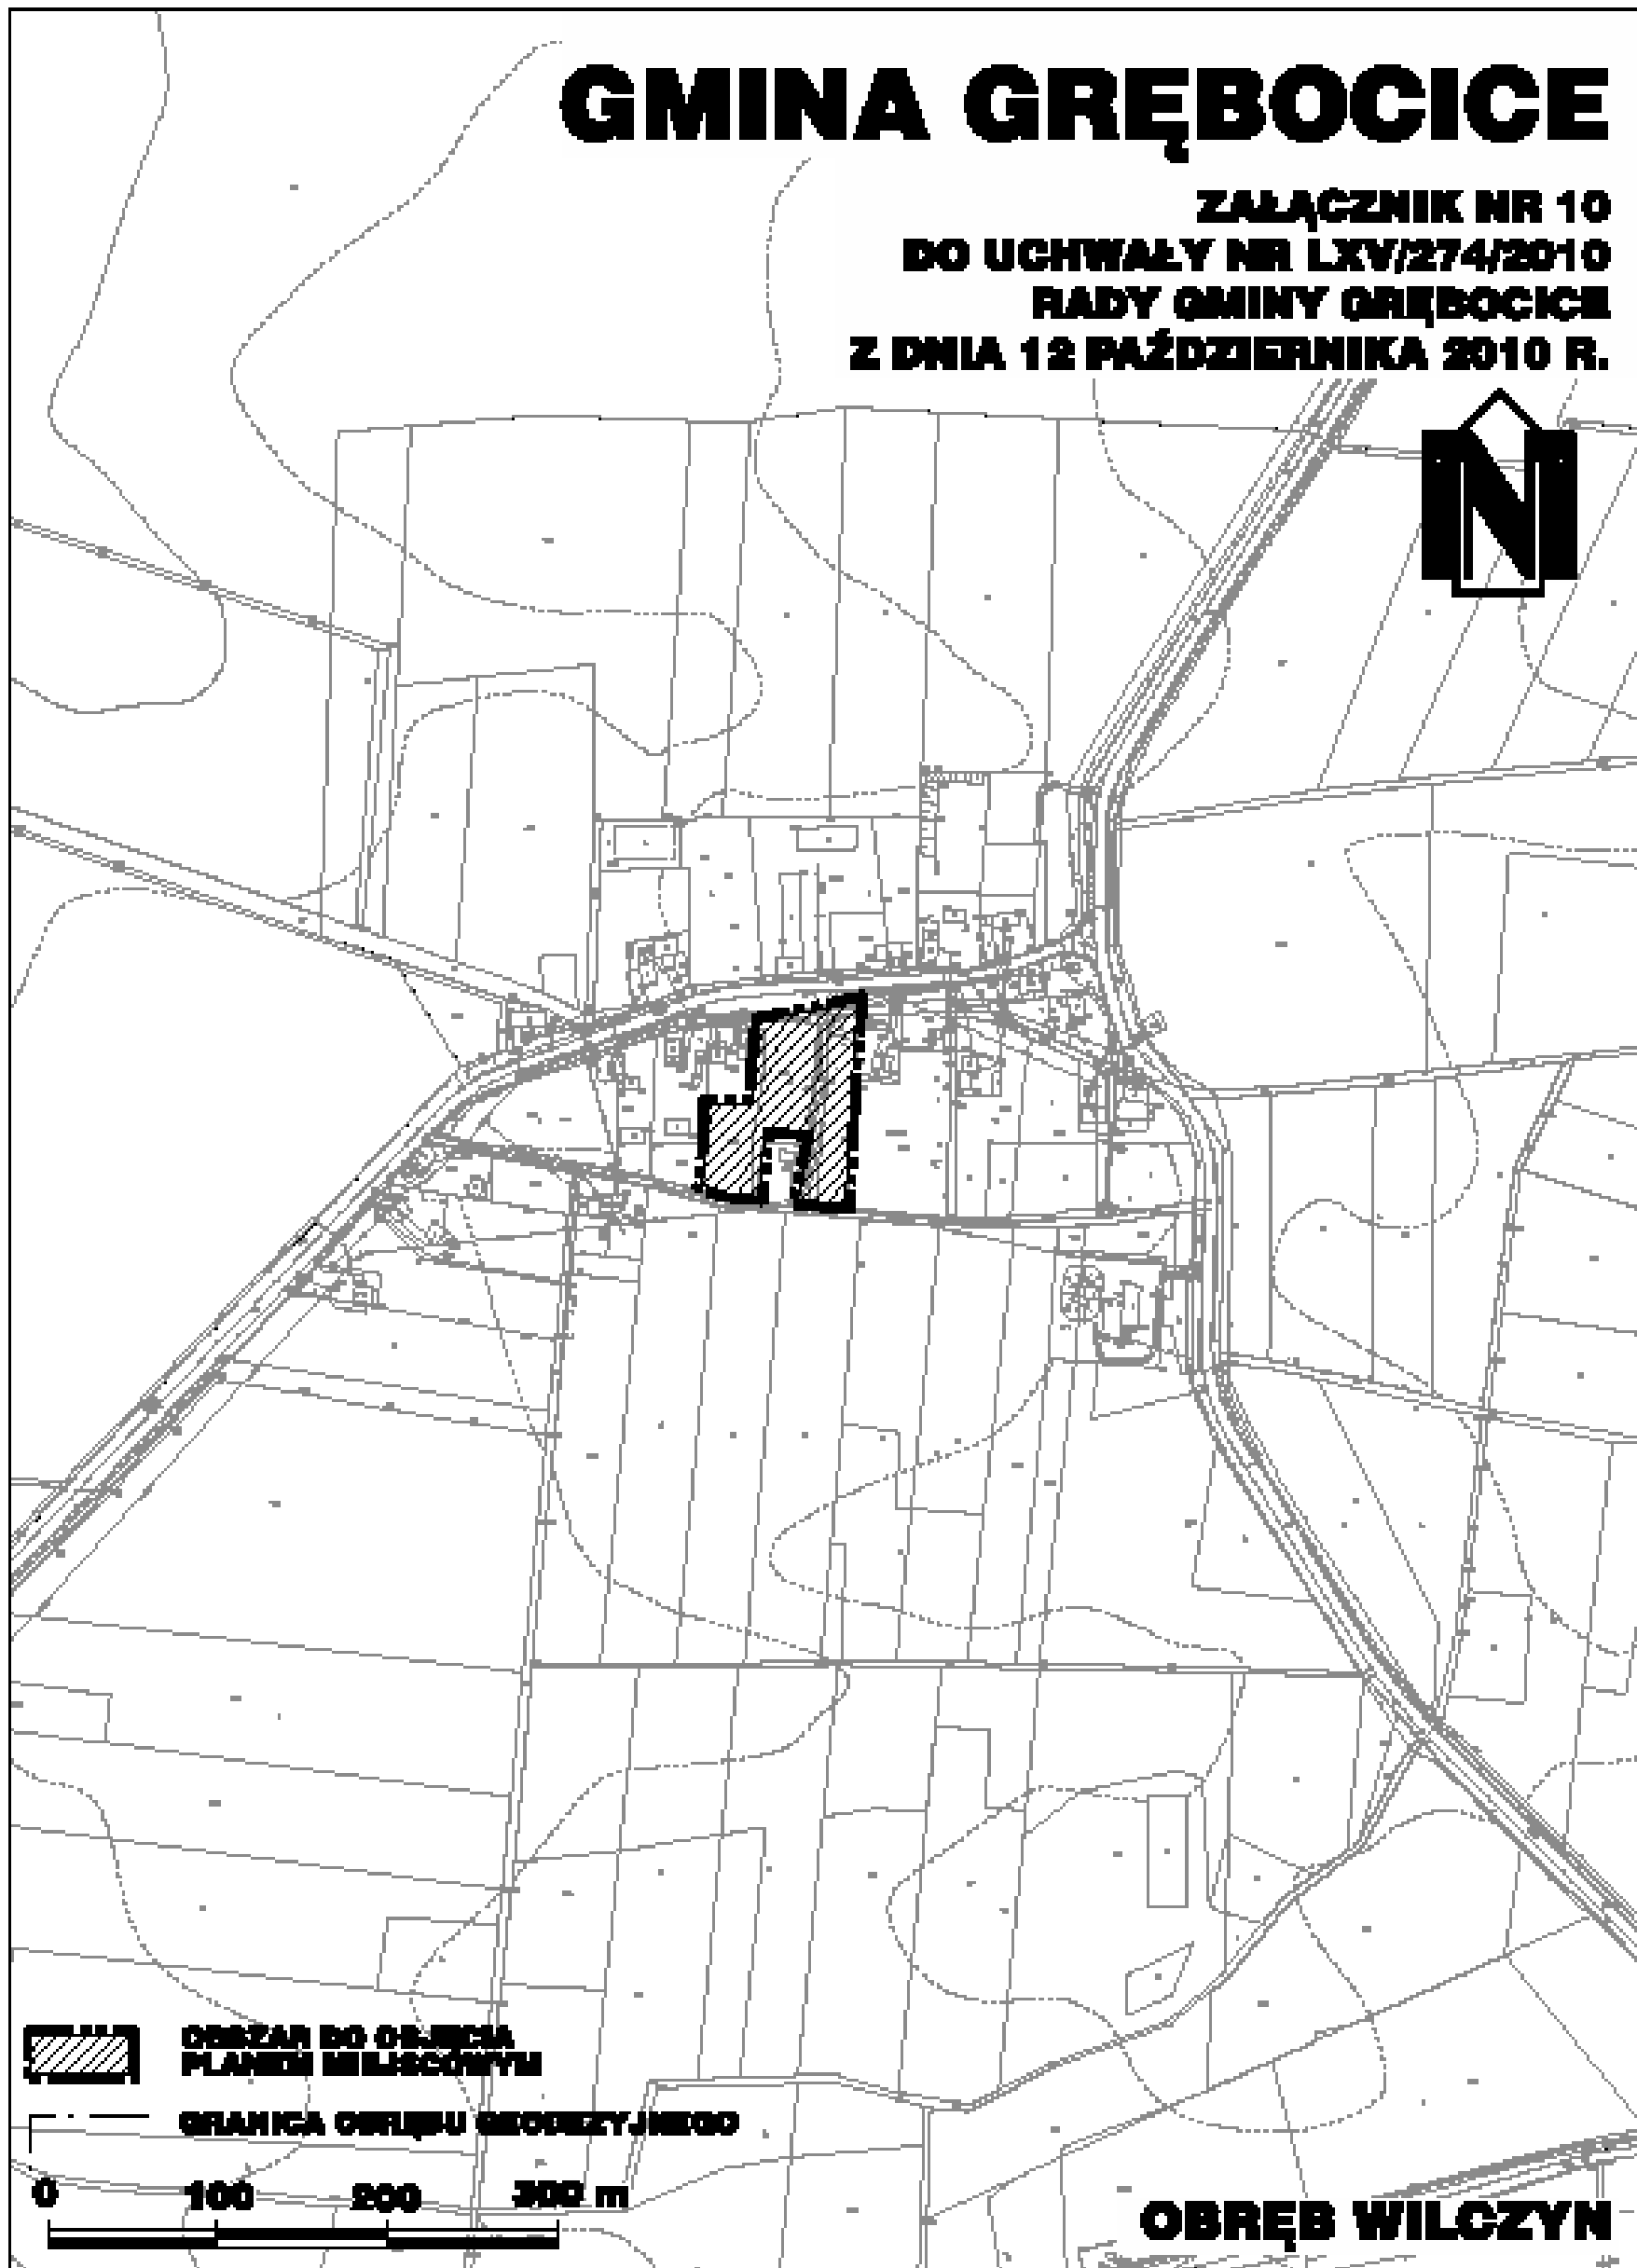 GMINA GRĘBOCICE
ZAŁĄCZNIK NR 10
DO UCHWAŁY NR LXV/274/2010
RADY GMINY GRĘBOCICE
Z DNIA 12 PAŹDZIERNIKA 2010 R.
N
OBSZAR DO OBJĘCIA
PLANEM MIEJSCOWYM
GRANICA OBRĘBU GEODEZYJNEGO
0 100 200 300 m
OBRĘB WILCZYN